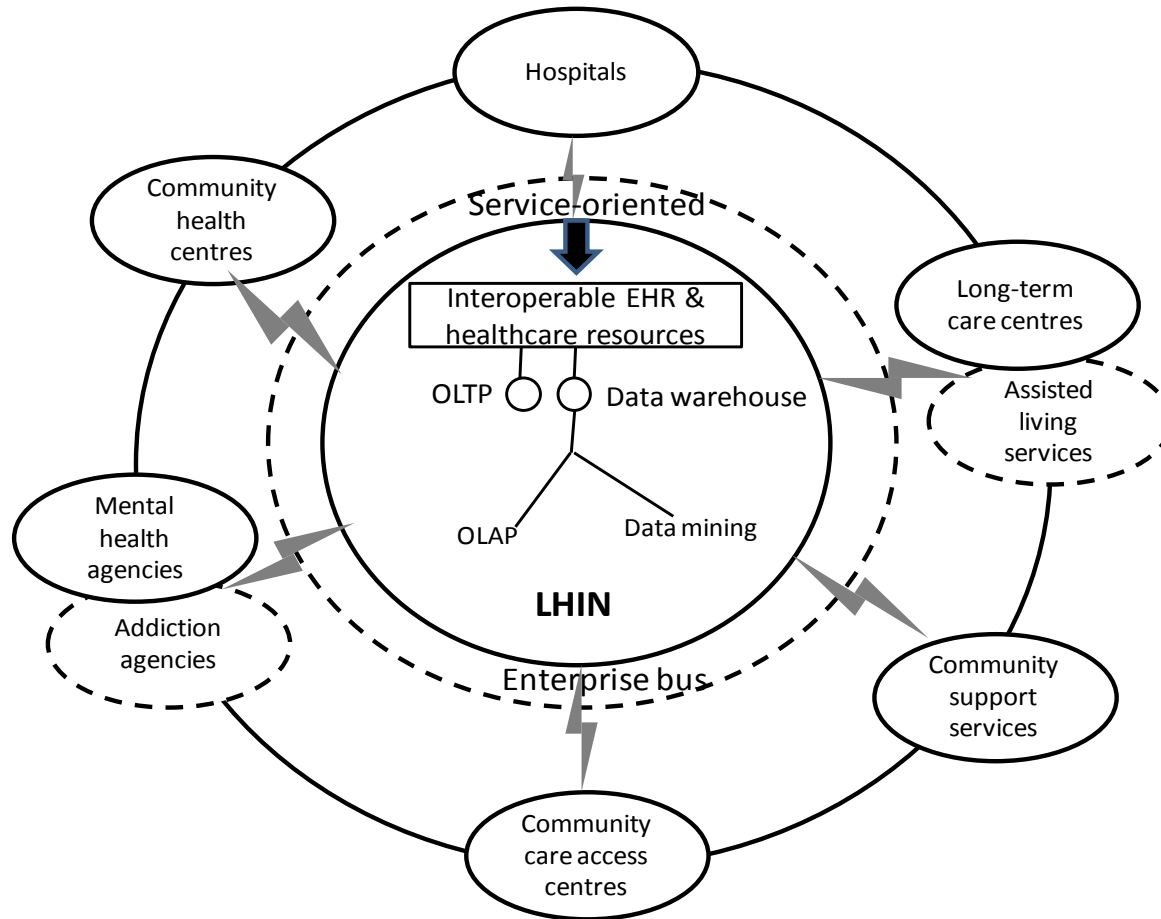 Hospitals
Community
health
centres
Service-oriented
Interoperable EHR &
healthcare resources
Long-term
care centres
OLTP
Data warehouse
Assisted
living
services
Mental
health
agencies
OLAP
Data mining
LHIN
Addiction
agencies
Enterprise bus
Community
support
services
Community
care access
centres